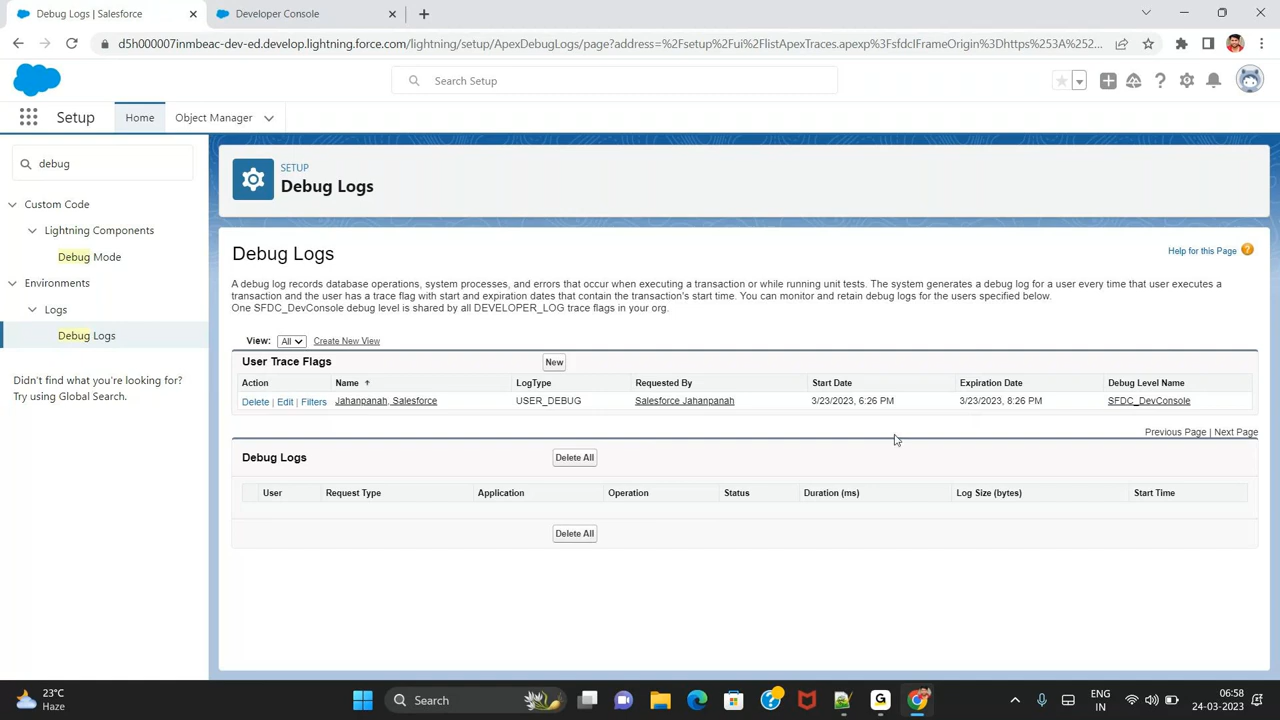 Debug Logs | Salesforce
Developer Console
d5h000007inmbeac-dev-ed.develop.lightning.force.com/lightning/setup/ApexDebugLogs/page?address=%2Fsetup%2Fui%2FlistApexTraces.apexp%3FsfdcIFrameOrigin%3Dhttps%253A%252...
Search Setup
Setup
Home
Object Manager
debug
Custom Code
Lightning Components
Debug Mode
Environments
Logs
Debug Logs
Didn't find what you're looking for?
Try using Global Search.
SETUP
Debug Logs
Debug Logs
Help for this Page
A debug log records database operations, system processes, and errors that occur when executing a transaction or while running unit tests. The system generates a debug log for a user every time that user executes a
transaction and the user has a trace flag with start and expiration dates that contain the transaction's start time. You can monitor and retain debug logs for the users specified below.
One SFDC_DevConsole debug level is shared by all DEVELOPER_LOG trace flags in your org.
View: All Create New View
User Trace Flags New
Action Name LogType Requested By Start Date Expiration Date Debug Level Name
Delete | Edit | Filters Jahanpanah, Salesforce USER_DEBUG Salesforce Jahanpanah 3/23/2023, 6:26 PM 3/23/2023, 8:26 PM SFDC_DevConsole
Previous Page | Next Page
Debug Logs Delete All
User Request Type Application Operation Status Duration (ms) Log Size (bytes) Start Time
Delete All
23°C
Haze
Search
ENG
IN
06:58
24-03-2023